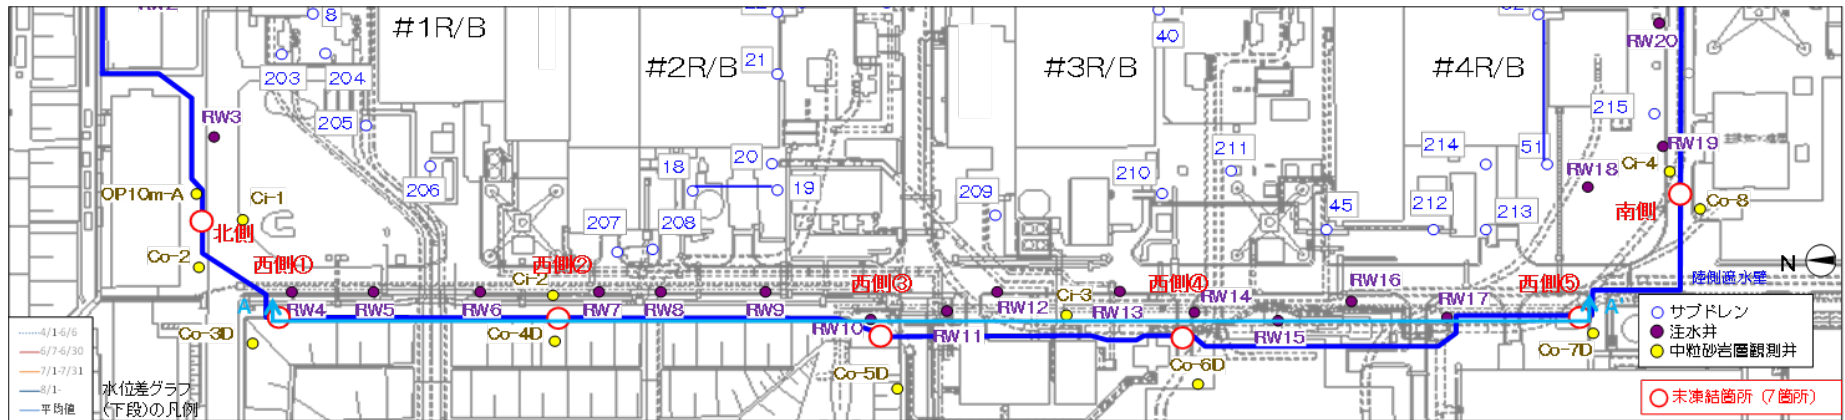 #1R/B
#2R/B
#3R/B
#4R/B
8
203
204
205
206
21
18
20
19
207
208
40
209
210
211
45
212
213
214
215
51
RW3
OP10m-A
Ci-1
北側
Co-2
西側①
A
RW4
RW5
RW6
Ci-2
西側②
RW7
RW8
RW9
西側③
RW10
RW11
RW12
Ci-3
RW13
西側④
RW14
RW15
RW16
RW17
西側⑤
A'
RW18
RW19
RW20
Ci-4
南側
Co-8
Co-3D
Co-4D
Co-5D
Co-6D
Co-7D
N
陸側遮水壁
サブドレン
注水井
中粒砂岩層観測井
未凍結箇所（7箇所）
4/1-6/6
6/7-6/30
7/1-7/31
8/1-
平均値
水位差グラフ
(下段)の凡例